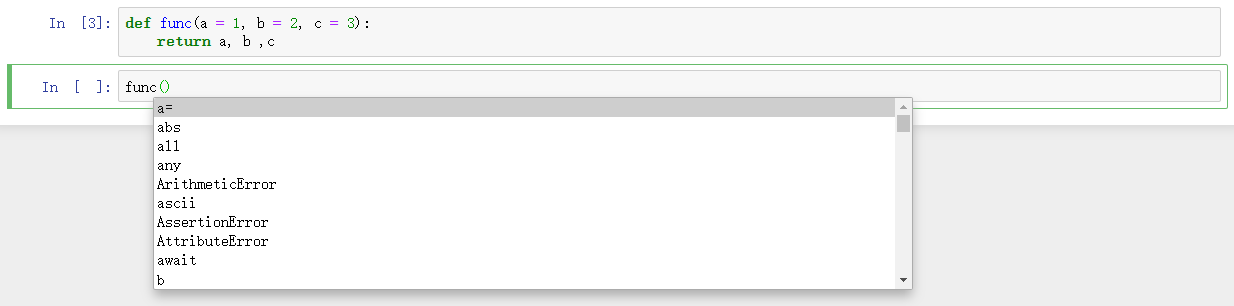 In [3]: def func(a = 1, b = 2, c = 3):
return a, b ,c
In [ ]: func()
a=
abs
all
any
ArithmeticError
ascii
AssertionError
AttributeError
await
b